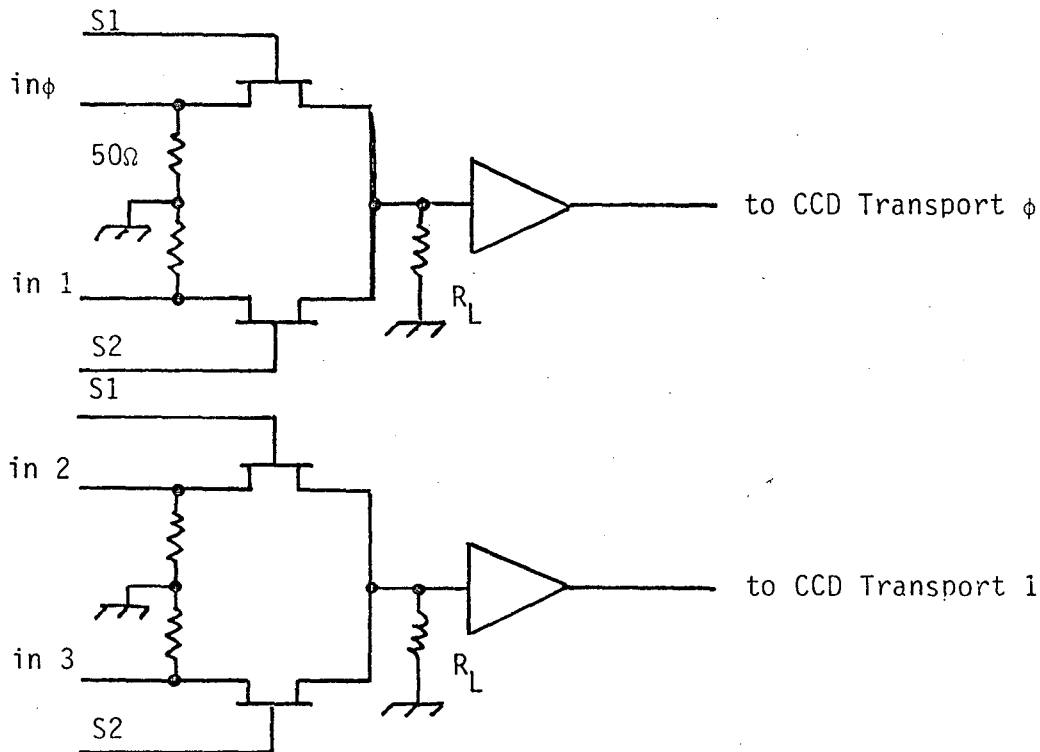 S1
inφ
50Ω
in 1
S2
R_L
to CCD Transport φ
S1
in 2
in 3
S2
R_L
to CCD Transport 1